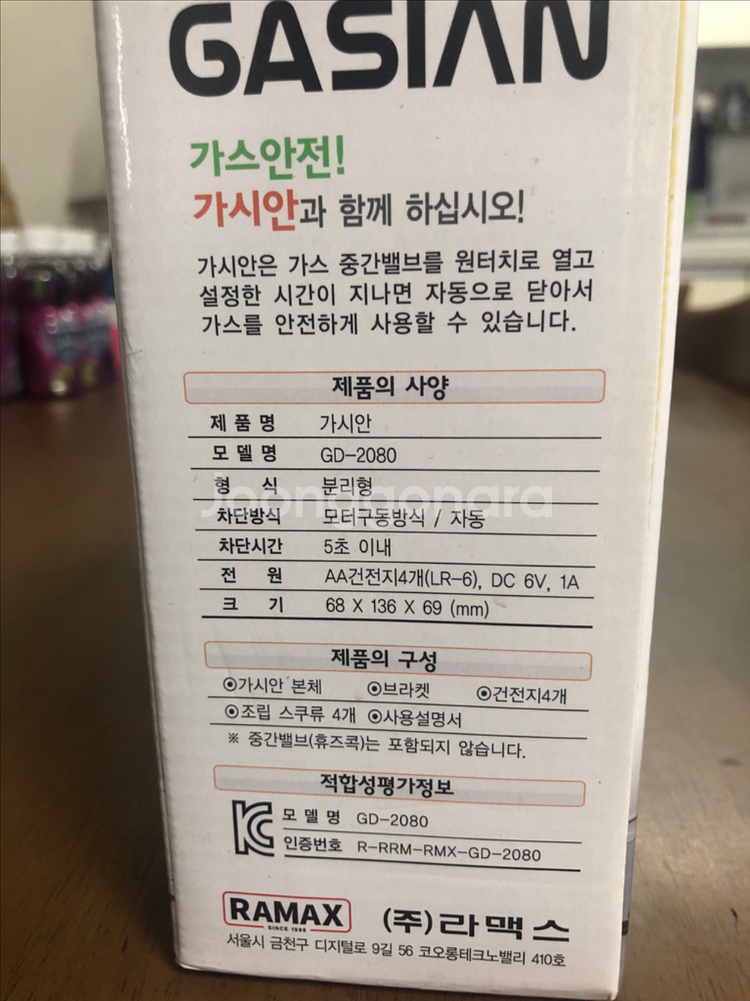 GASIAN
가스안전!
가시안과 함께 하십시오!
가시안은 가스 중간밸브를 원터치로 열고
설정한 시간이 지나면 자동으로 닫아서
가스를 안전하게 사용할 수 있습니다.
제품의 사양
제 품 명 가시안
모 델 명 GD-2080
형 식 분리형
joonggonara
차단방식 모터구동방식 / 자동
차단시간 5초 이내
전 원 AA건전지4개(LR-6), DC 6V, 1A
크 기 68 X 136 X 69 (mm)
제품의 구성
◉가시안 본체 ◉브라켓 ◉건전지4개
◉조립 스쿠류 4개 ◉사용설명서
※ 중간밸브(휴즈콕)는 포함되지 않습니다.
적합성평가정보
KC 모 델 명 GD-2080
인증번호 R-RRM-RMX-GD-2080
RAMAX (주)라맥스
SINCE 1988
서울시 금천구 디지털로 9길 56 코오롱테크노밸리 410호